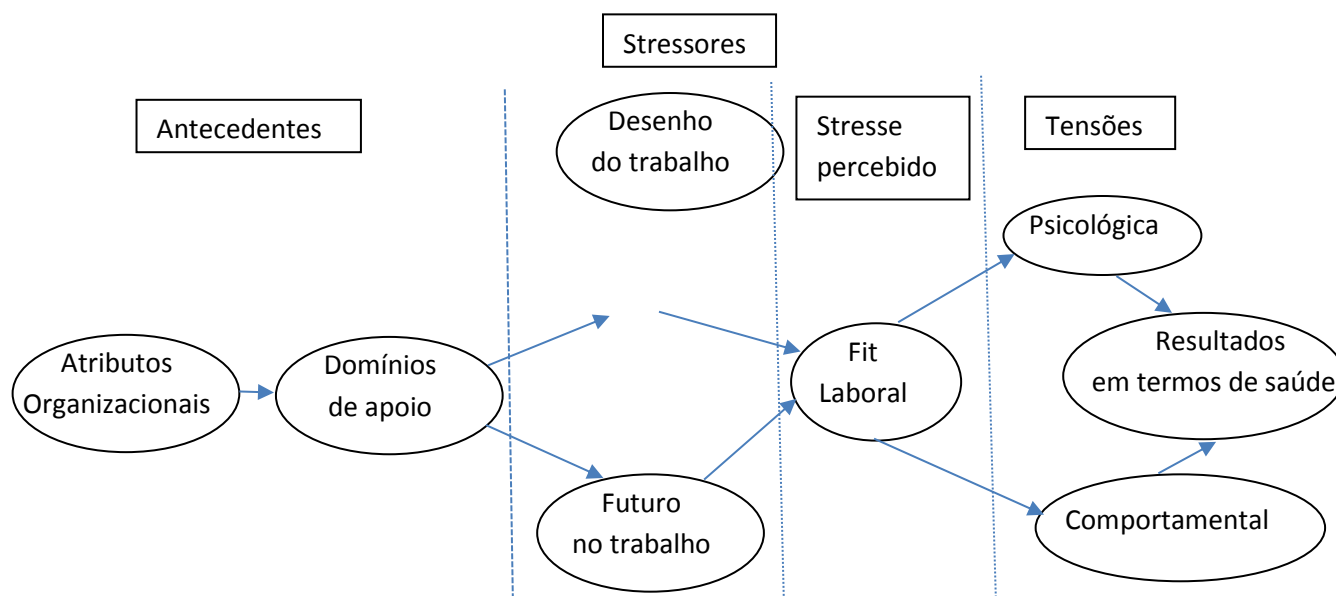 Stressores
Antecedentes
Desenho
do trabalho
Stresse
percebido
Tensões
Psicológica
Atributos
Organizacionais
Domínios
de apoio
Fit
Laboral
Resultados
em termos de saúde
Futuro
no trabalho
Comportamental